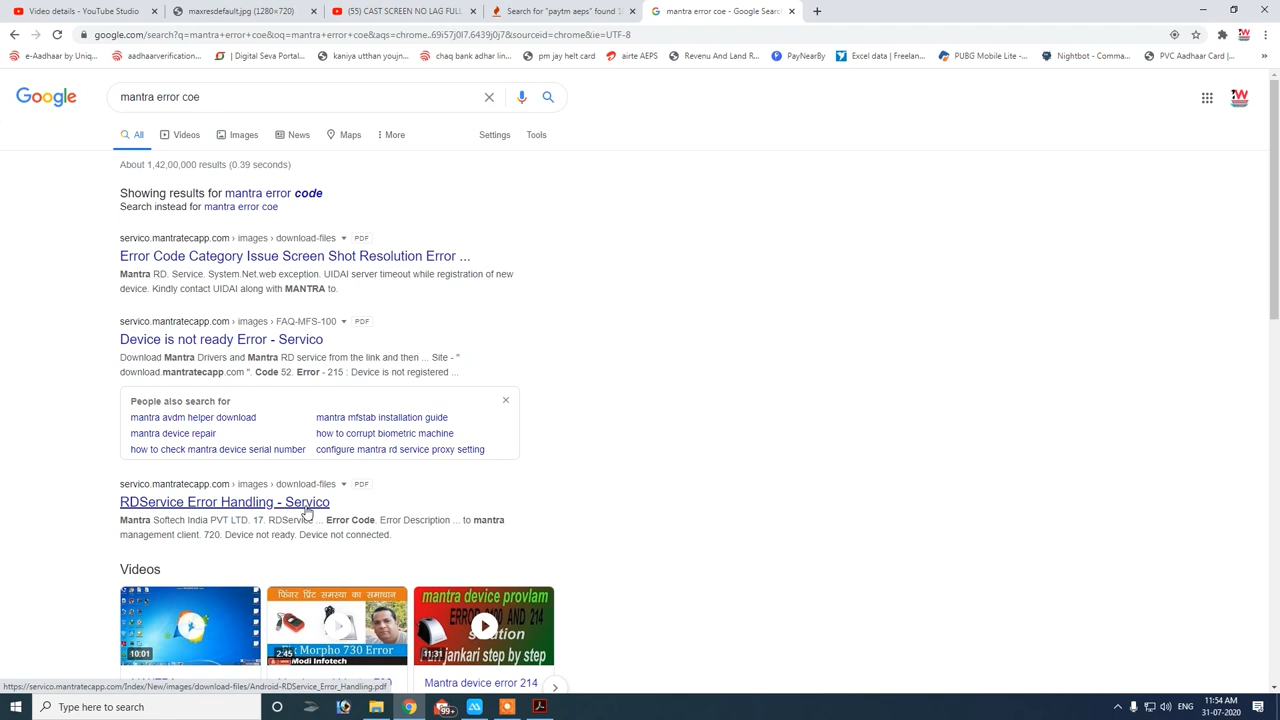 Video details - YouTube Studio
maxresdefault.jpg (1280×720)
(55) CAST SCREEN NO LAG FULL
Search for "paytm aeps" found 1
mantra error coe - Google Search
google.com/search?q=mantra+error+coe&oq=mantra+error+coe&aqs=chrome..69i57j0l7.6439j0j7&sourceid=chrome&ie=UTF-8
e-Aadhaar by Uniq...
aadhaarverification...
| Digital Seva Portal...
kaniya utthan youjn...
chaq bank adhar lin...
pm jay helt card
airte AEPS
Revenu And Land R...
PayNearBy
Excel data | Freelan...
PUBG Mobile Lite -...
Nightbot - Comma...
PVC Aadhaar Card |...
Google
mantra error coe
All
Videos
Images
News
Maps
More
Settings
Tools
About 1,42,00,000 results (0.39 seconds)
Showing results for mantra error code
Search instead for mantra error coe
servico.mantratecapp.com › images › download-files PDF
Error Code Category Issue Screen Shot Resolution Error ...
Mantra RD. Service. System.Net.web exception. UIDAI server timeout while registration of new
device. Kindly contact UIDAI along with MANTRA to.
servico.mantratecapp.com › images › FAQ-MFS-100 PDF
Device is not ready Error - Servico
Download Mantra Drivers and Mantra RD service from the link and then ... Site - "
download.mantratecapp.com ". Code 52. Error - 215 : Device is not registered ...
People also search for
mantra avdm helper download
mantra mfstab installation guide
mantra device repair
how to corrupt biometric machine
how to check mantra device serial number
configure mantra rd service proxy setting
servico.mantratecapp.com › images › download-files PDF
RDService Error Handling - Servico
Mantra Softech India PVT LTD. 17. RDService ... Error Code. Error Description ... to mantra
management client. 720. Device not ready. Device not connected.
Videos
10:01
फिंगर प्रिंट समस्या का समाधान
Fix Morpho 730 Error
Modi Infotech
2:45
mantra device provlam
AND 214
solution
jankari step by step
11:31
Mantra device error 214
https://servico.mantratecapp.com/Index/New/images/download-files/Android-RDService_Error_Handling.pdf
Type here to search
99+
ENG
11:54 AM
31-07-2020